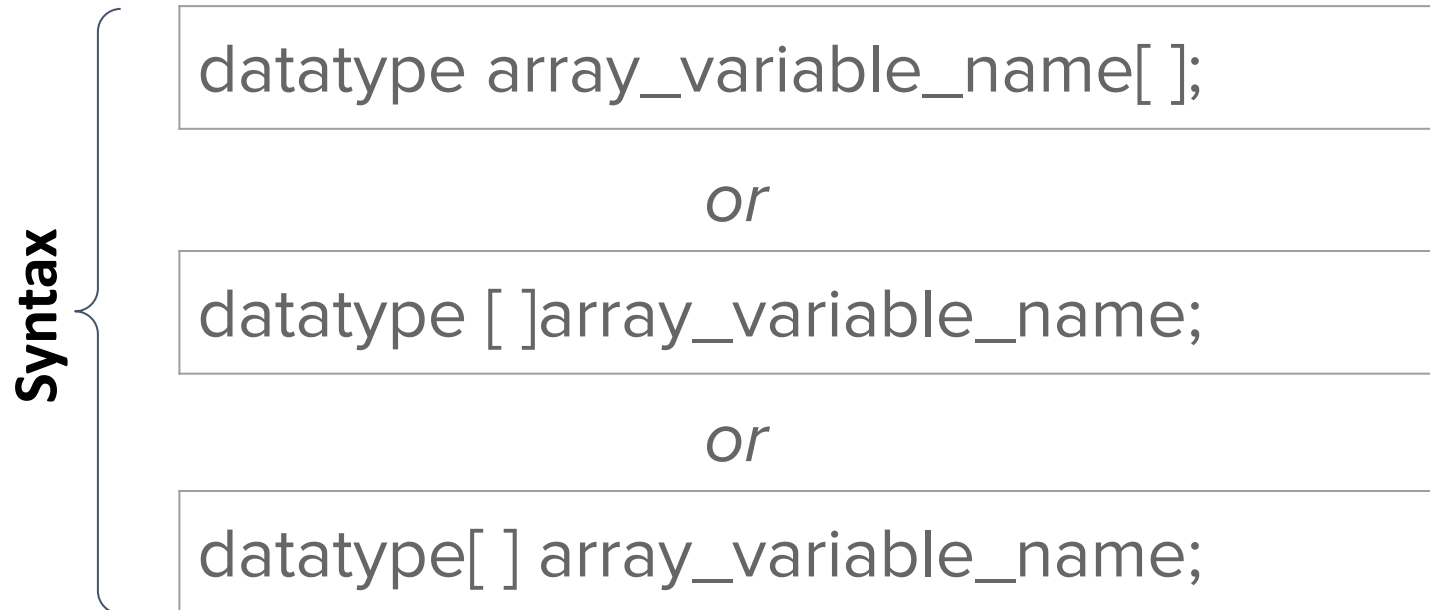 Syntax
datatype array_variable_name[ ];
or
datatype [ ]array_variable_name;
or
datatype[ ] array_variable_name;